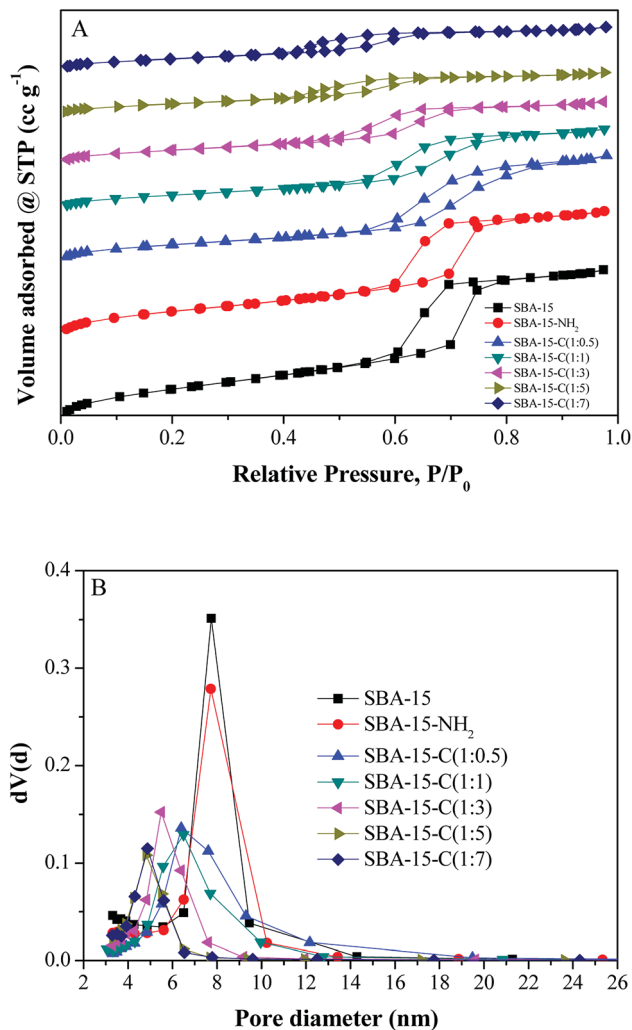 A
Volume adsorbed @ STP (cc g⁻¹)
SBA-15
SBA-15-NH₂
SBA-15-C(1:0.5)
SBA-15-C(1:1)
SBA-15-C(1:3)
SBA-15-C(1:5)
SBA-15-C(1:7)
0.0 0.2 0.4 0.6 0.8 1.0
Relative Pressure, P/P₀
B
0.4
0.3
0.2
0.1
0.0
dV(d)
SBA-15
SBA-15-NH₂
SBA-15-C(1:0.5)
SBA-15-C(1:1)
SBA-15-C(1:3)
SBA-15-C(1:5)
SBA-15-C(1:7)
2 4 6 8 10 12 14 16 18 20 22 24 26
Pore diameter (nm)